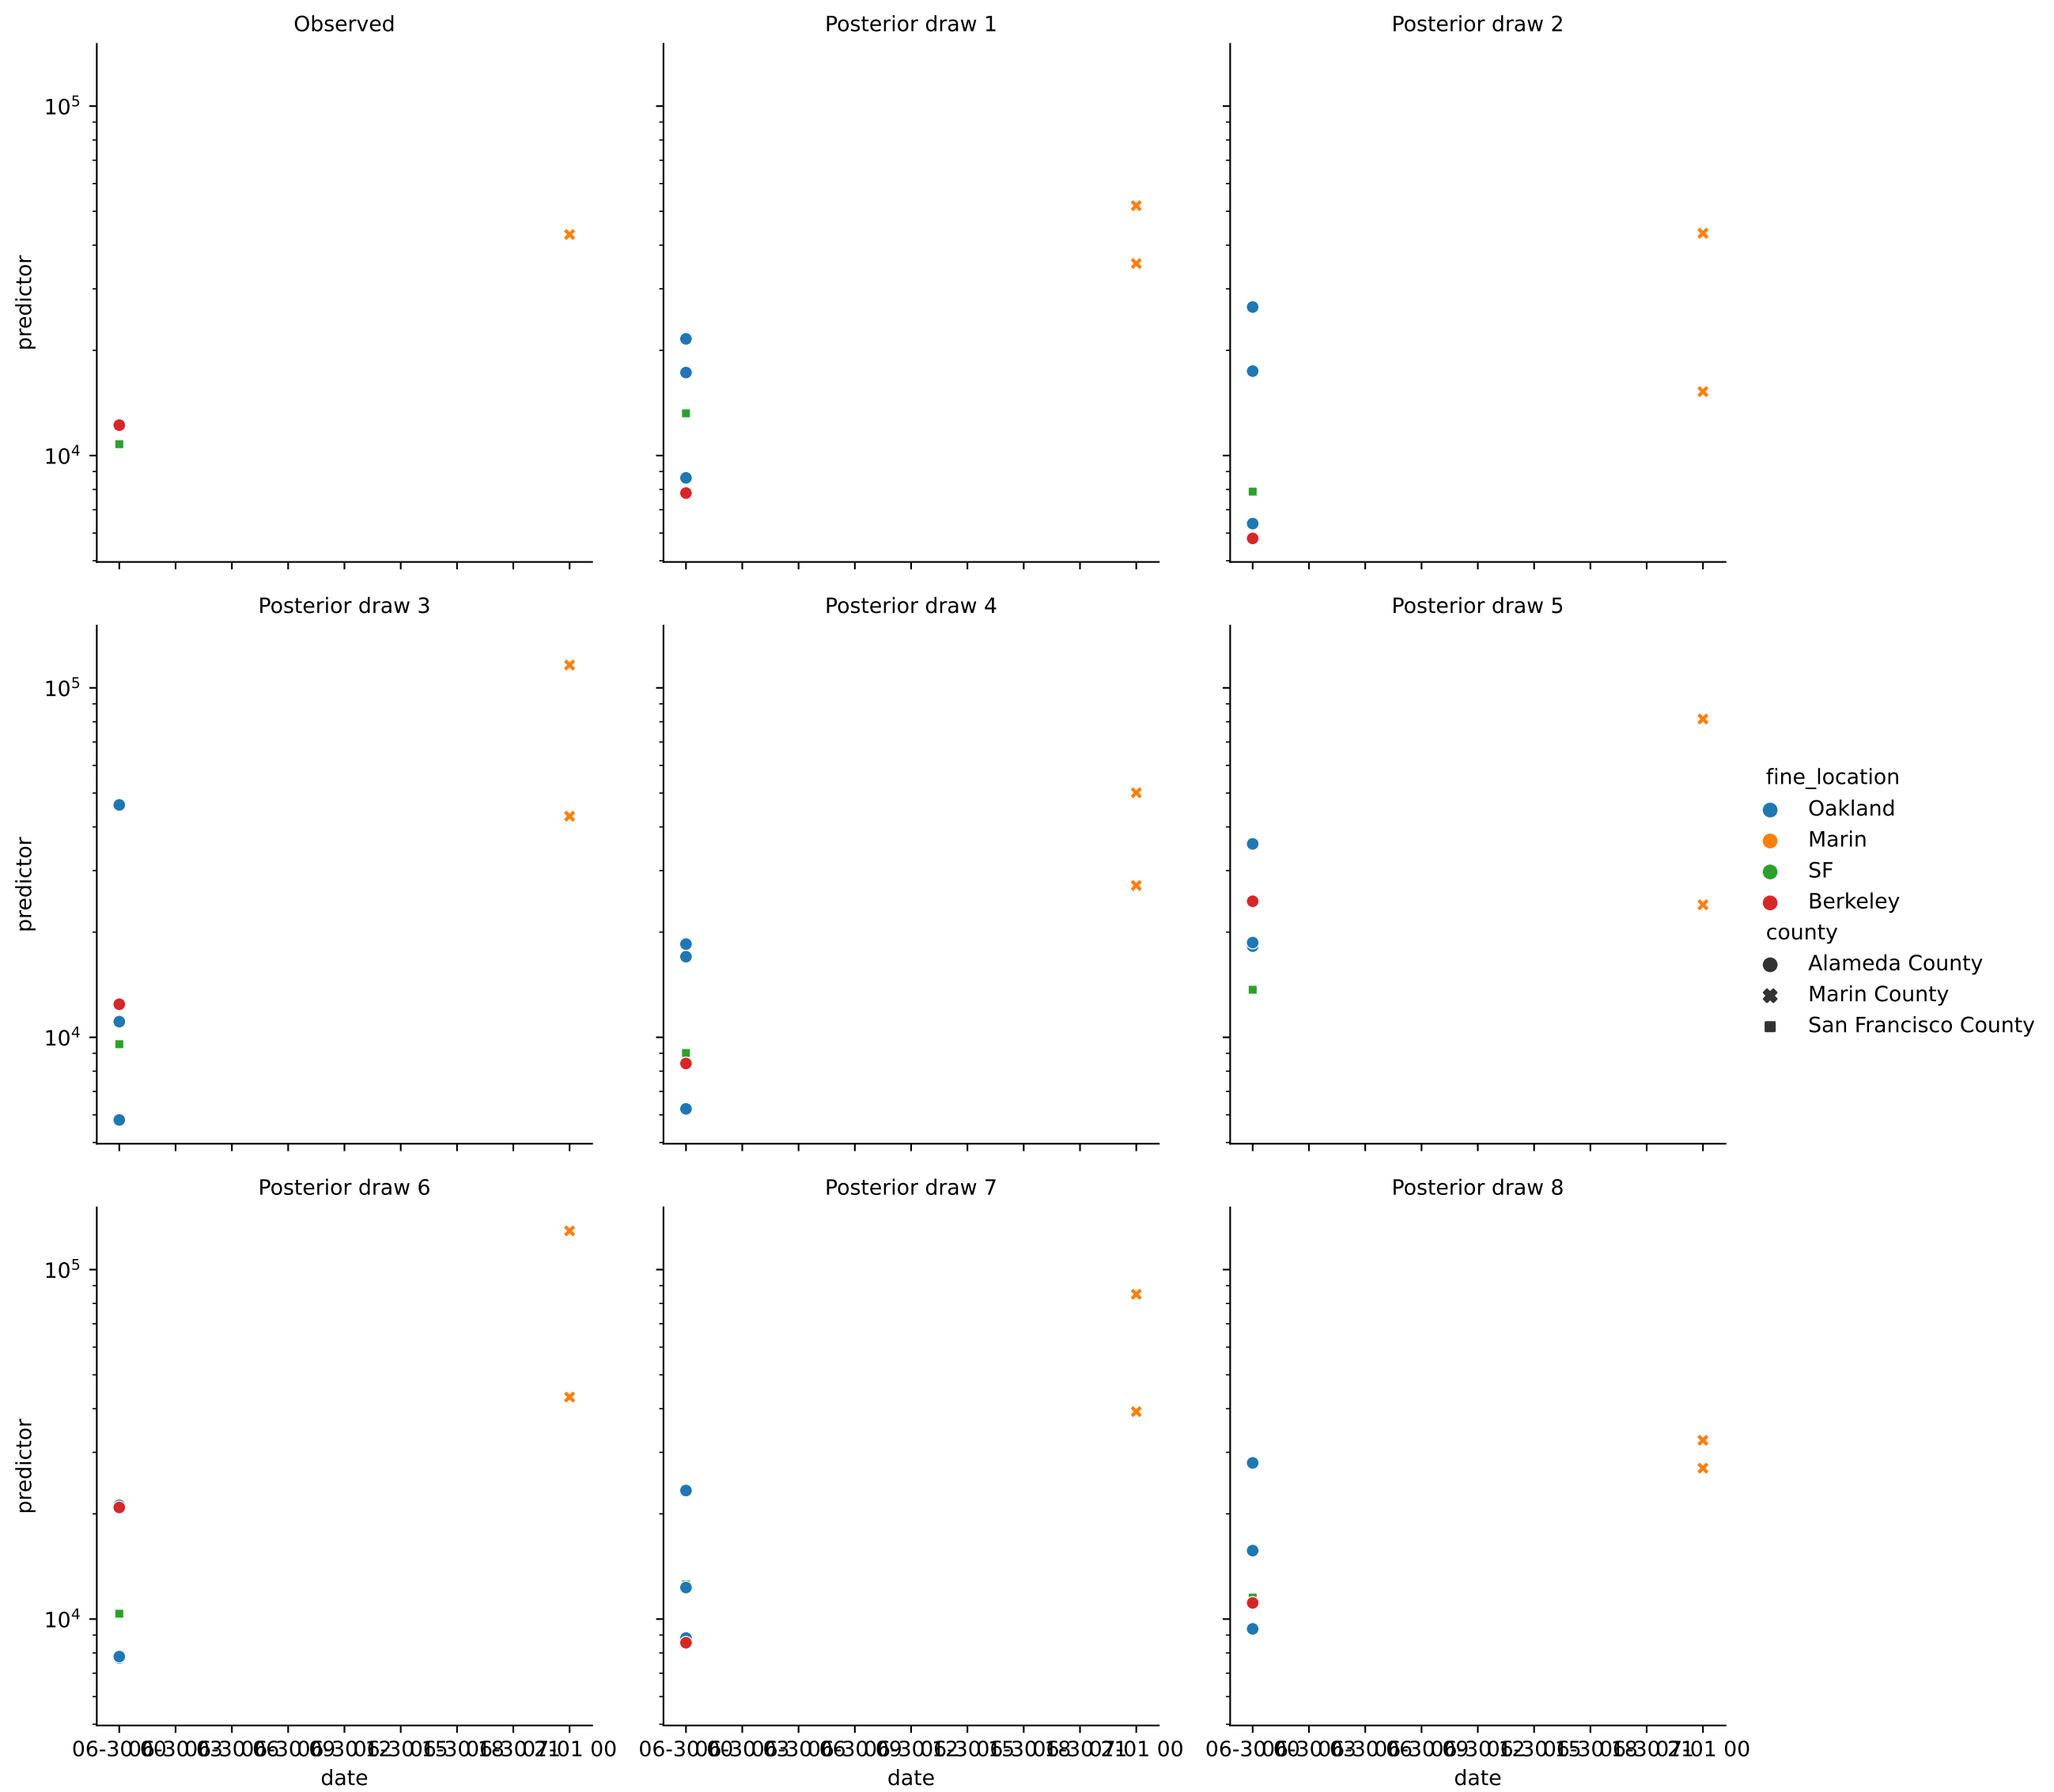 Observed
Posterior draw 1
Posterior draw 2
10⁵
10⁴
predictor
Posterior draw 3
Posterior draw 4
Posterior draw 5
10⁵
10⁴
predictor
fine_location
Oakland
Marin
SF
Berkeley
county
Alameda County
Marin County
San Francisco County
Posterior draw 6
Posterior draw 7
Posterior draw 8
10⁵
10⁴
predictor
date
date
date